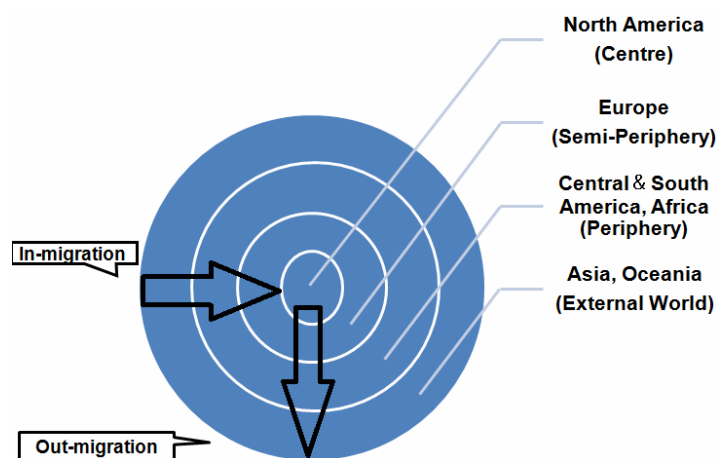 North America
(Centre)
Europe
(Semi-Periphery)
Central & South
America, Africa
(Periphery)
In-migration
Asia, Oceania
(External World)
Out-migration